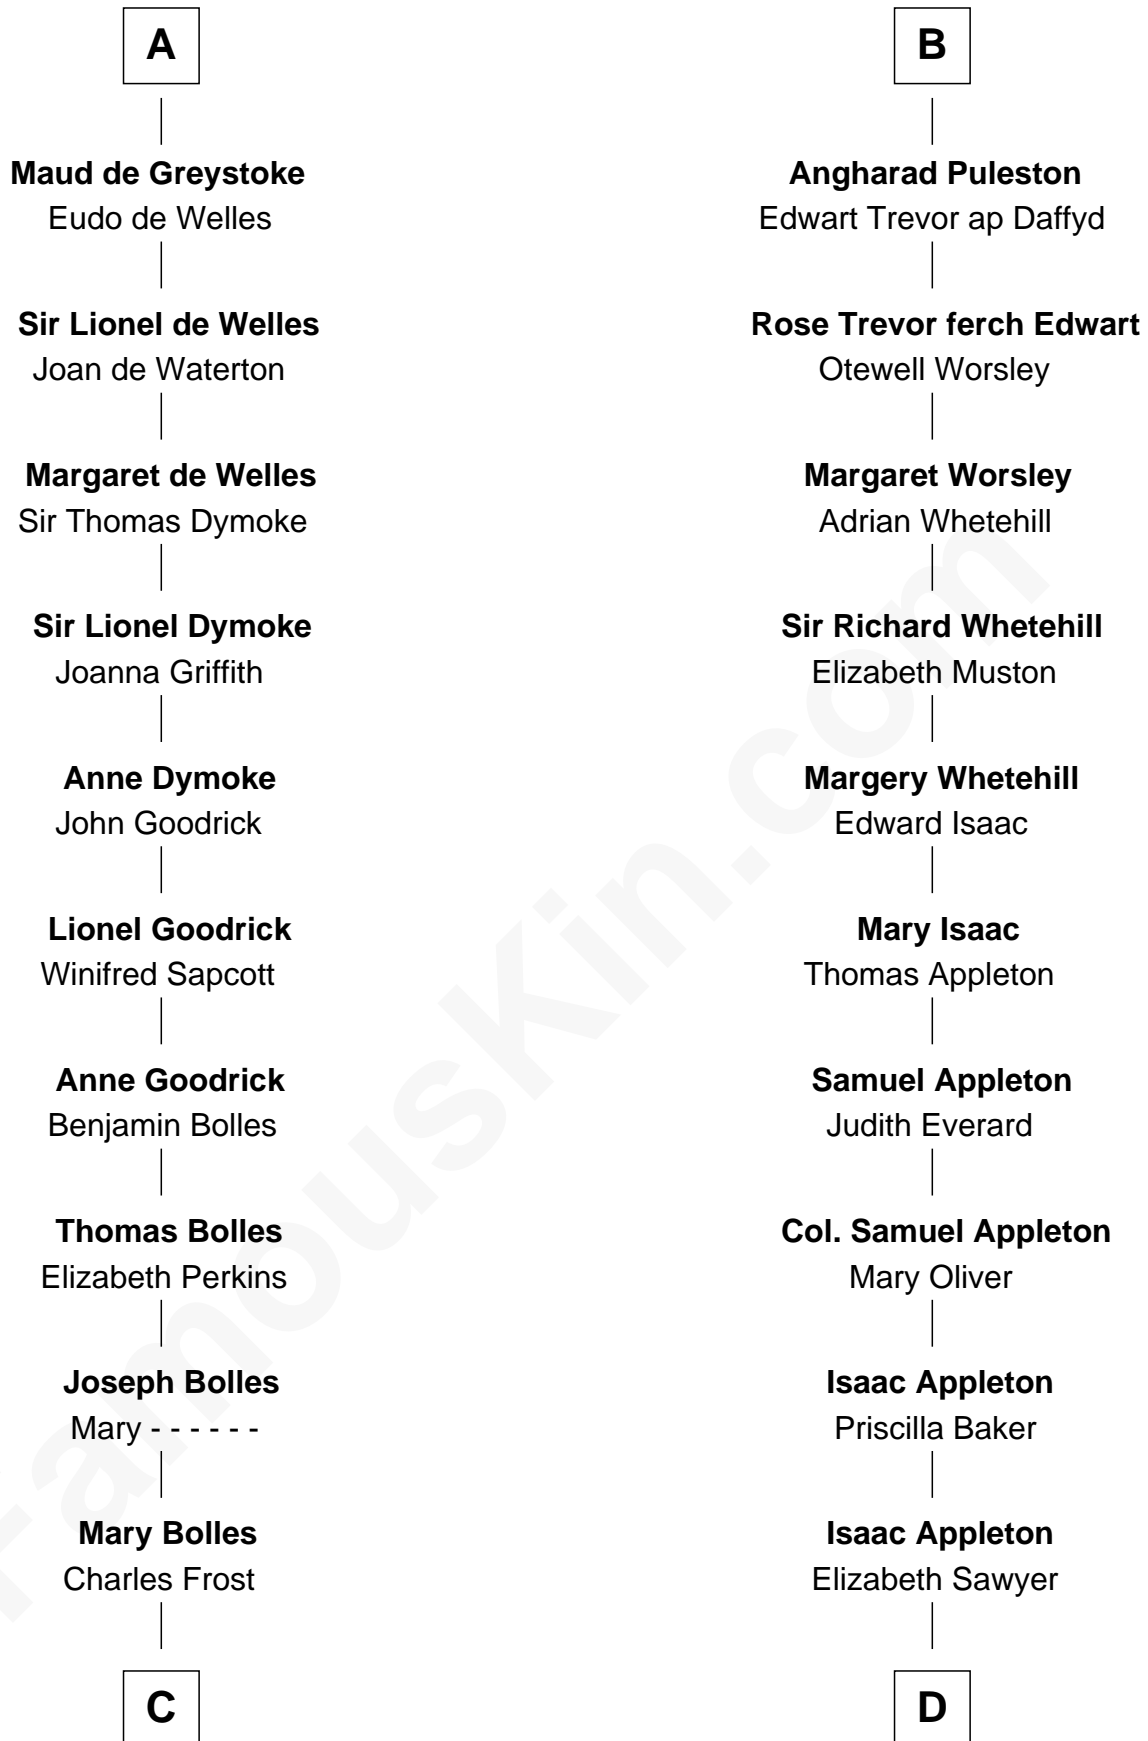 A
Maud de Greystoke
Eudo de Welles
Sir Lionel de Welles
Joan de Waterton
Margaret de Welles
Sir Thomas Dymoke
Sir Lionel Dymoke
Joanna Griffith
Anne Dymoke
John Goodrick
Lionel Goodrick
Winifred Sapcott
Anne Goodrick
Benjamin Bolles
Thomas Bolles
Elizabeth Perkins
Joseph Bolles
Mary - - - - - -
Mary Bolles
Charles Frost
C
B
Angharad Puleston
Edwart Trevor ap Daffyd
Rose Trevor ferch Edwart
Otewell Worsley
Margaret Worsley
Adrian Whetehill
Sir Richard Whetehill
Elizabeth Muston
Margery Whetehill
Edward Isaac
Mary Isaac
Thomas Appleton
Samuel Appleton
Judith Everard
Col. Samuel Appleton
Mary Oliver
Isaac Appleton
Priscilla Baker
Isaac Appleton
Elizabeth Sawyer
D
FamousKin.com